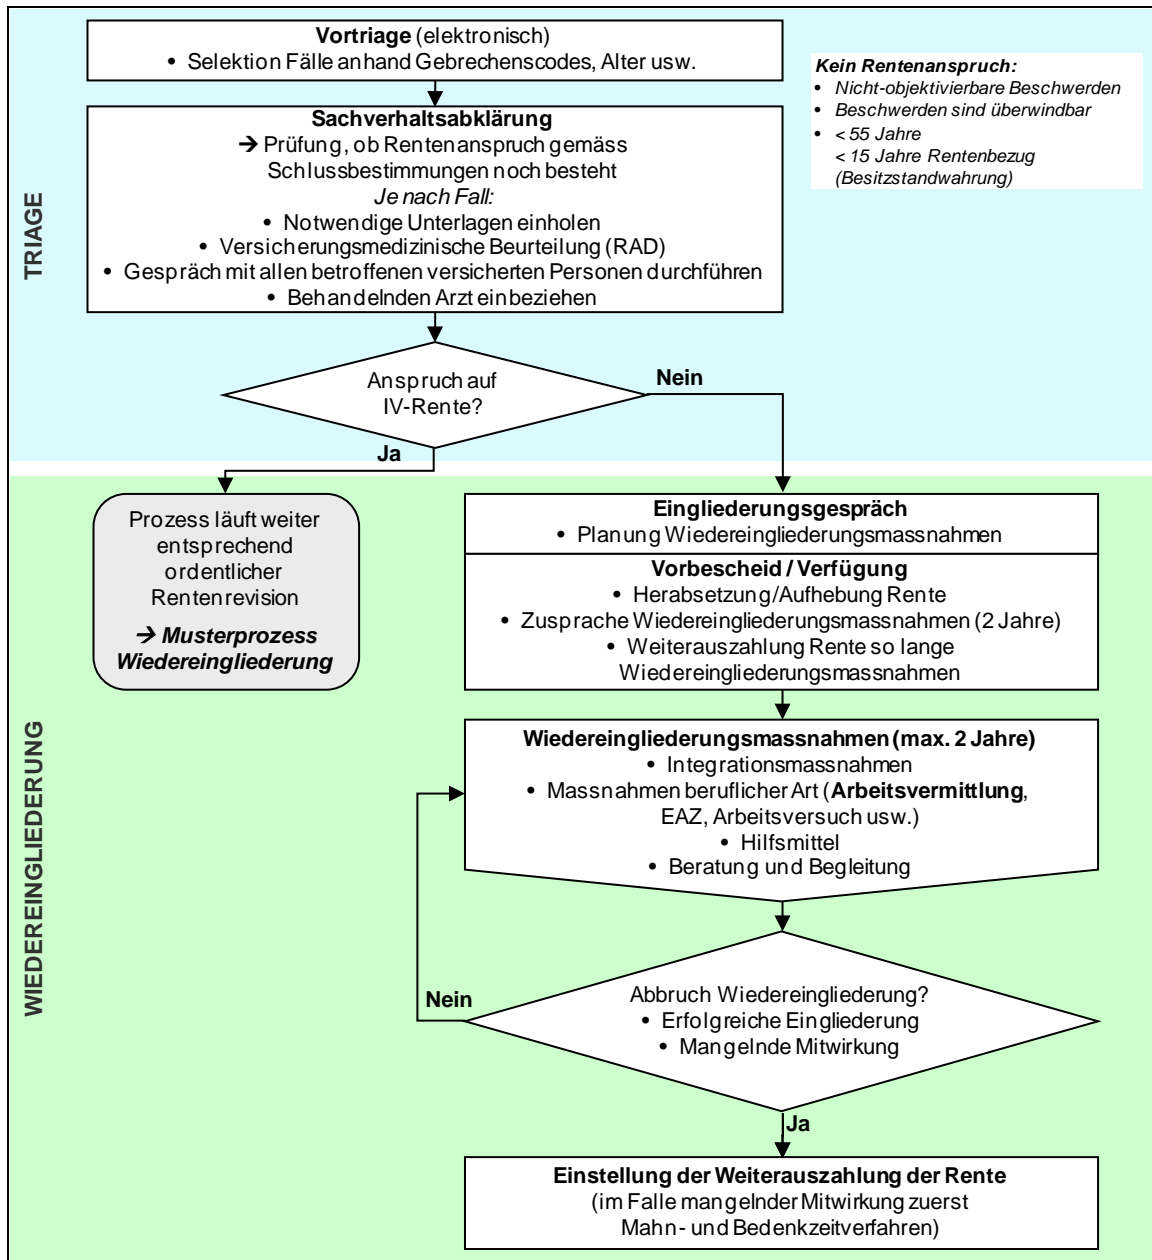 Vortriage (elektronisch)
• Selektion Fälle anhand Gebrechenscodes, Alter usw.
Kein Rentenanspruch:
• Nicht-objektivierbare Beschwerden
• Beschwerden sind überwindbar
• < 55 Jahre
< 15 Jahre Rentenbezug
(Besitzstandwahrung)
Sachverhaltsabklärung
→ Prüfung, ob Rentenanspruch gemäss
Schlussbestimmungen noch besteht
Je nach Fall:
• Notwendige Unterlagen einholen
• Versicherungsmedizinische Beurteilung (RAD)
• Gespräch mit allen betroffenen versicherten Personen durchführen
• Behandelnden Arzt einbeziehen
TRIAGE
Anspruch auf
IV-Rente?
Nein
Ja
Prozess läuft weiter
entsprechend
ordentlicher
Rentenrevision
→ Musterprozess
Wiedereingliederung
Eingliederungsgespräch
• Planung Wiedereingliederungsmassnahmen
Vorbescheid / Verfügung
• Herabsetzung/Aufhebung Rente
• Zusprache Wiedereingliederungsmassnahmen (2 Jahre)
• Weiterauszahlung Rente so lange
Wiedereingliederungsmassnahmen
WIEDEREINGLIEDERUNG
Wiedereingliederungsmassnahmen (max. 2 Jahre)
• Integrationsmassnahmen
• Massnahmen beruflicher Art (Arbeitsvermittlung,
EAZ, Arbeitsversuch usw.)
• Hilfsmittel
• Beratung und Begleitung
Nein
Abbruch Wiedereingliederung?
• Erfolgreiche Eingliederung
• Mangelnde Mitwirkung
Ja
Einstellung der Weiterauszahlung der Rente
(im Falle mangelnder Mitwirkung zuerst
Mahn- und Bedenkzeitverfahren)